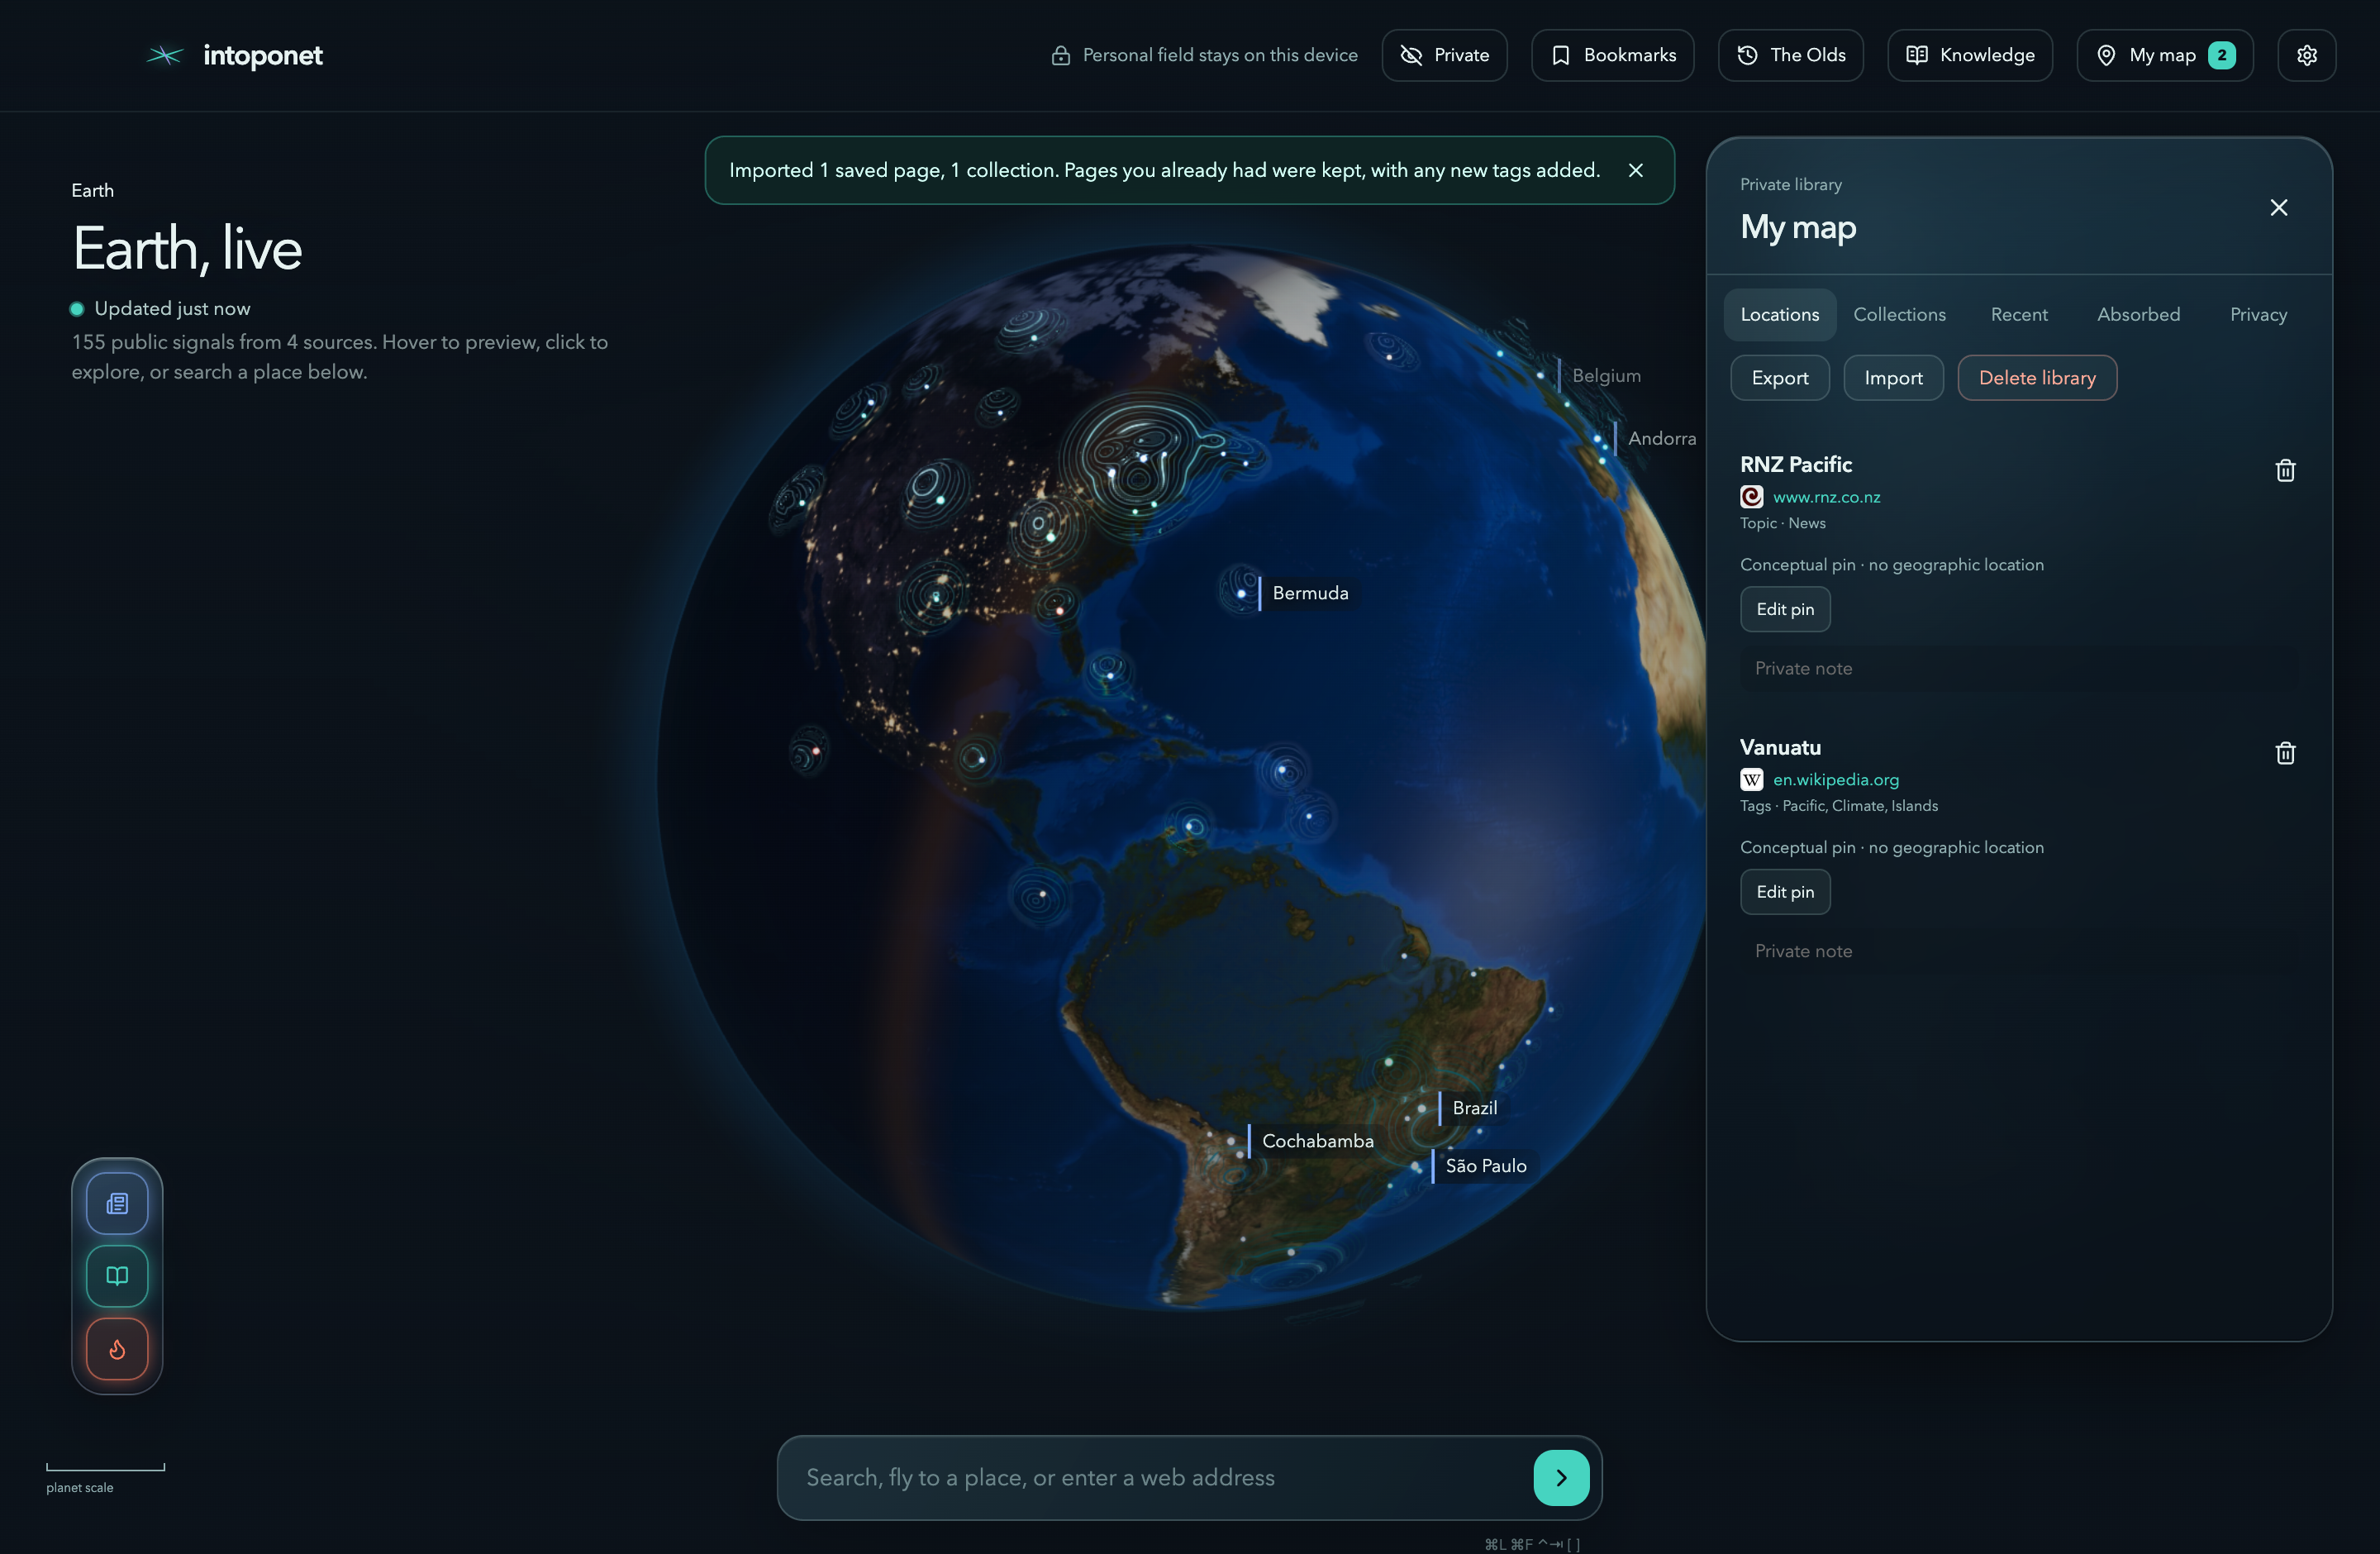 intoponet
Personal field stays on this device
Private
Bookmarks
The Olds
Knowledge
My map 2
Imported 1 saved page, 1 collection. Pages you already had were kept, with any new tags added.
Earth
Earth, live
Updated just now
155 public signals from 4 sources. Hover to preview, click to
explore, or search a place below.
Belgium
Andorra
Bermuda
Brazil
Cochabamba
São Paulo
Private library
My map
Locations
Collections
Recent
Absorbed
Privacy
Export
Import
Delete library
RNZ Pacific
www.rnz.co.nz
Topic · News
Conceptual pin · no geographic location
Edit pin
Private note
Vanuatu
W en.wikipedia.org
Tags · Pacific, Climate, Islands
Conceptual pin · no geographic location
Edit pin
Private note
planet scale
Search, fly to a place, or enter a web address
⌘L ⌘F ^⇥ [ ]